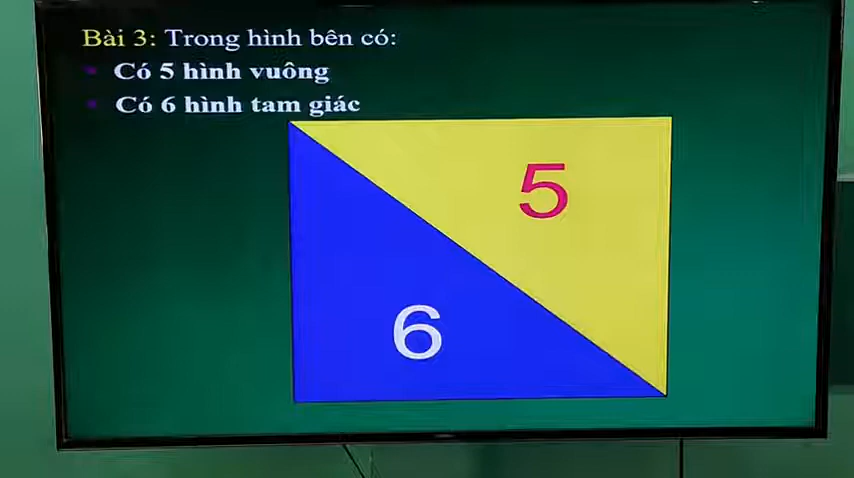 Bài 3: Trong hình bên có:
Có 5 hình vuông
Có 6 hình tam giác
5
6